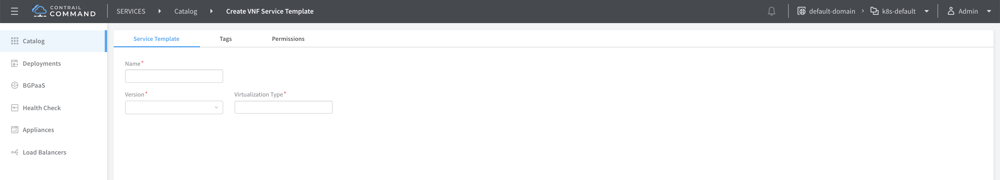 CONTRAIL
COMMAND
SERVICES
Catalog
Create VNF Service Template
default-domain
k8s-default
Admin
Catalog
Deployments
BGPaaS
Health Check
Appliances
Load Balancers
Service Template
Tags
Permissions
Name*
Version*
Virtualization Type*